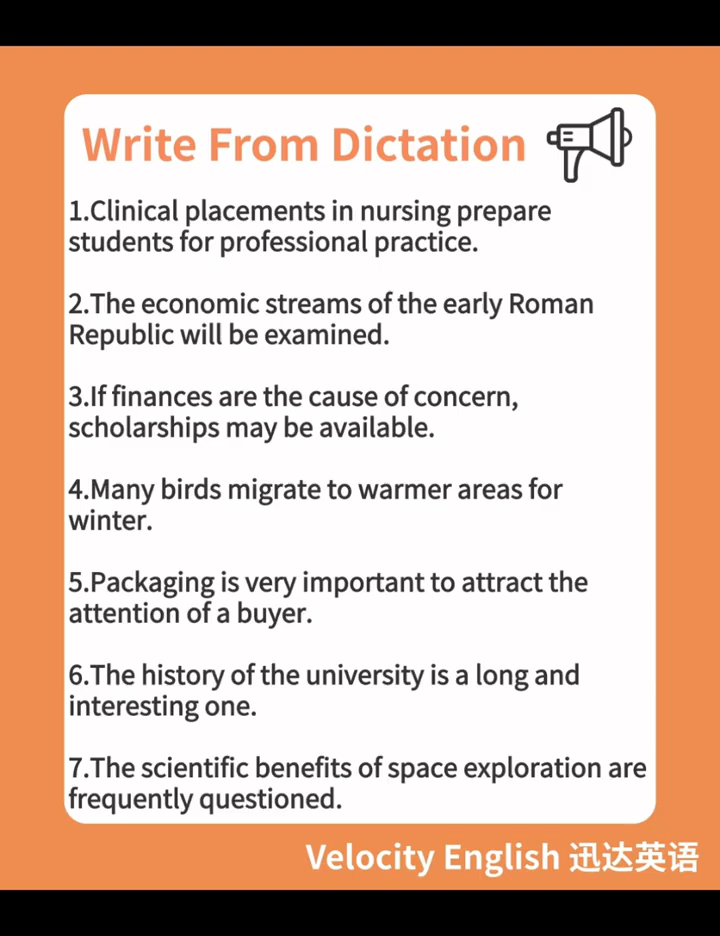 Write From Dictation
1.Clinical placements in nursing prepare
students for professional practice.
2.The economic streams of the early Roman
Republic will be examined.
3.If finances are the cause of concern,
scholarships may be available.
4.Many birds migrate to warmer areas for
winter.
5.Packaging is very important to attract the
attention of a buyer.
6.The history of the university is a long and
interesting one.
7.The scientific benefits of space exploration are
frequently questioned.
Velocity English 迅达英语